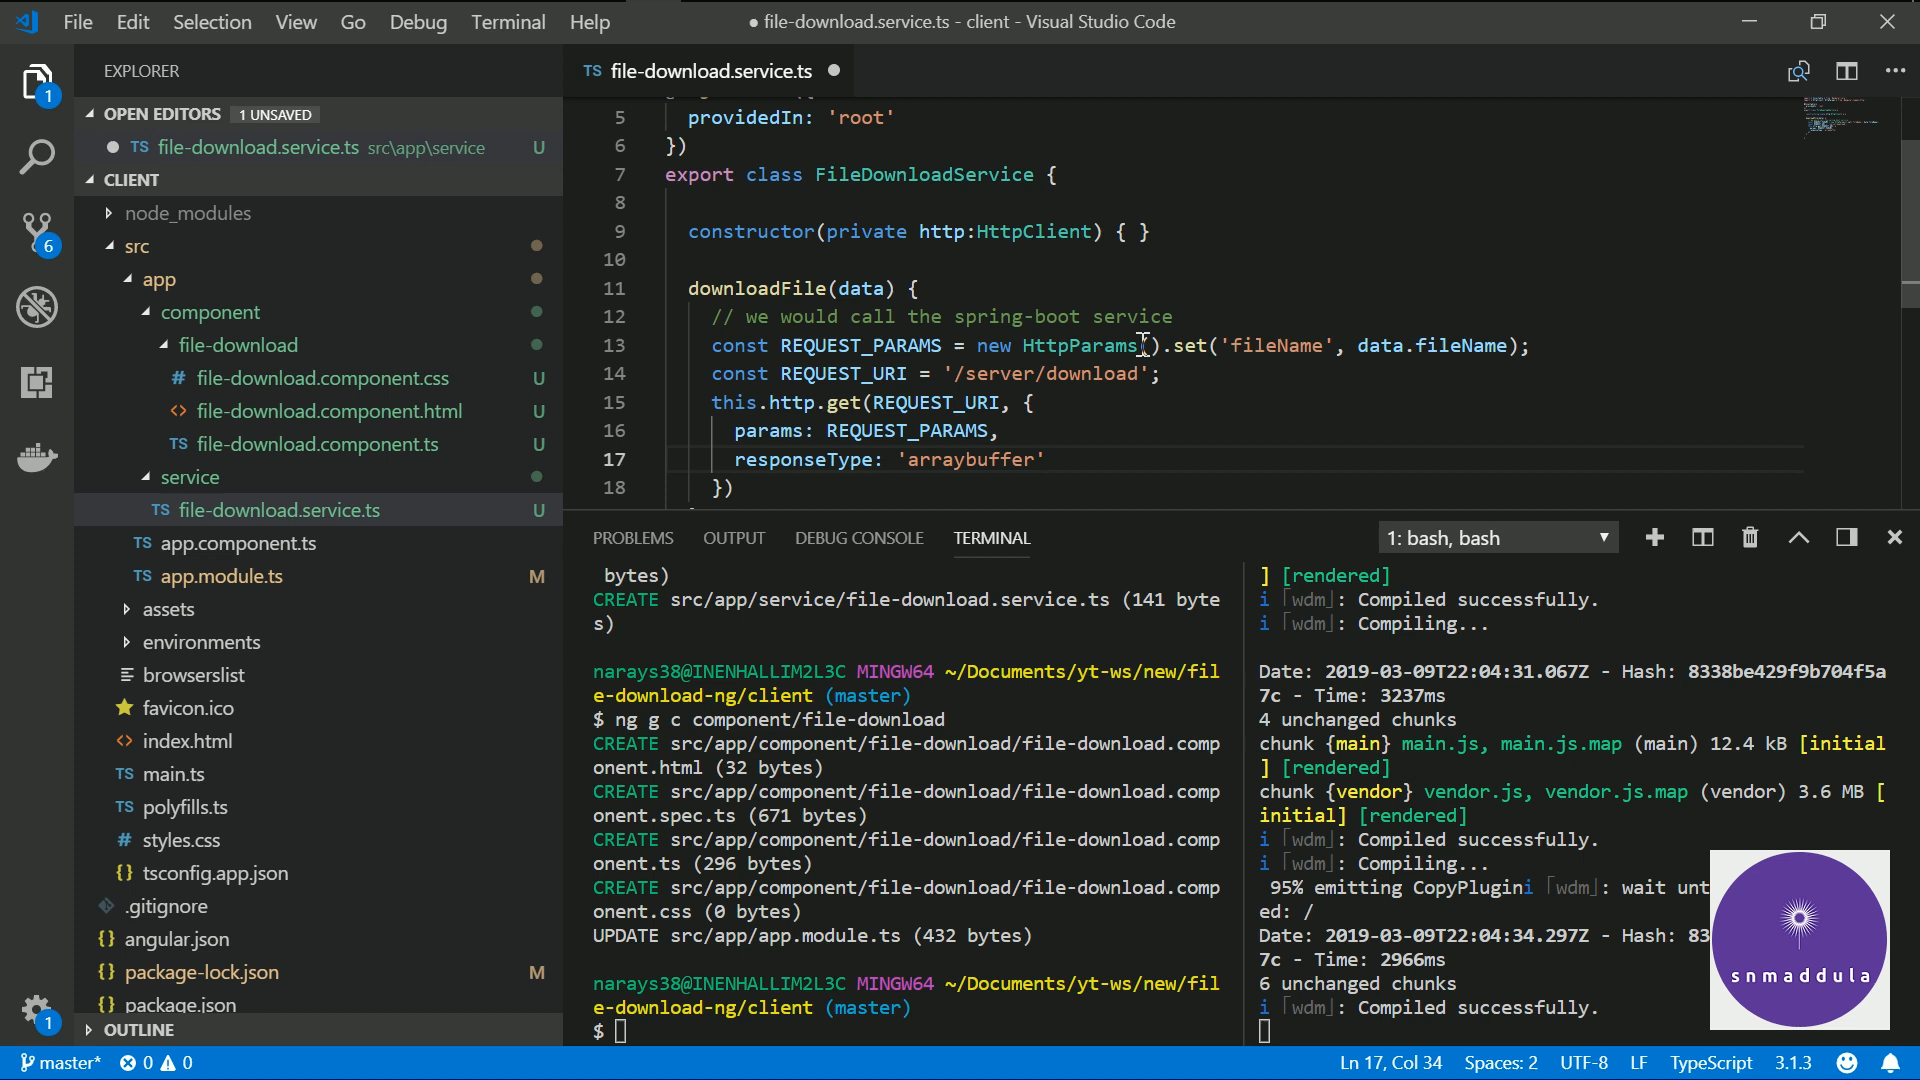 File Edit Selection View Go Debug Terminal Help
● file-download.service.ts - client - Visual Studio Code
EXPLORER
OPEN EDITORS 1 UNSAVED
TS file-download.service.ts src\app\service U
CLIENT
node_modules
src
app
component
file-download
# file-download.component.css U
<> file-download.component.html U
TS file-download.component.ts U
service
TS file-download.service.ts U
TS app.component.ts
TS app.module.ts M
assets
environments
browserslist
favicon.ico
<> index.html
TS main.ts
TS polyfills.ts
# styles.css
{} tsconfig.app.json
.gitignore
{} angular.json
{} package-lock.json M
{} package.json
OUTLINE
1
6
1
TS file-download.service.ts ●
5 providedIn: 'root'
6 })
7 export class FileDownloadService {
8
9 constructor(private http:HttpClient) { }
10
11 downloadFile(data) {
12 // we would call the spring-boot service
13 const REQUEST_PARAMS = new HttpParams().set('fileName', data.fileName);
14 const REQUEST_URI = '/server/download';
15 this.http.get(REQUEST_URI, {
16 params: REQUEST_PARAMS,
17 responseType: 'arraybuffer'
18 })
PROBLEMS OUTPUT DEBUG CONSOLE TERMINAL
1: bash, bash
bytes)
CREATE src/app/service/file-download.service.ts (141 byte
s)
narays38@INENHALLIM2L3C MINGW64 ~/Documents/yt-ws/new/fil
e-download-ng/client (master)
$ ng g c component/file-download
CREATE src/app/component/file-download/file-download.comp
onent.html (32 bytes)
CREATE src/app/component/file-download/file-download.comp
onent.spec.ts (671 bytes)
CREATE src/app/component/file-download/file-download.comp
onent.ts (296 bytes)
CREATE src/app/component/file-download/file-download.comp
onent.css (0 bytes)
UPDATE src/app/app.module.ts (432 bytes)
narays38@INENHALLIM2L3C MINGW64 ~/Documents/yt-ws/new/fil
e-download-ng/client (master)
$
] [rendered]
i ｢wdm｣: Compiled successfully.
i ｢wdm｣: Compiling...
Date: 2019-03-09T22:04:31.067Z - Hash: 8338be429f9b704f5a
7c - Time: 3237ms
4 unchanged chunks
chunk {main} main.js, main.js.map (main) 12.4 kB [initial
] [rendered]
chunk {vendor} vendor.js, vendor.js.map (vendor) 3.6 MB [
initial] [rendered]
i ｢wdm｣: Compiled successfully.
i ｢wdm｣: Compiling...
95% emitting CopyPlugini ｢wdm｣: wait unt
ed: /
Date: 2019-03-09T22:04:34.297Z - Hash: 83
7c - Time: 2966ms
6 unchanged chunks
i ｢wdm｣: Compiled successfully.
snmaddula
master* 0 0
Ln 17, Col 34 Spaces: 2 UTF-8 LF TypeScript 3.1.3